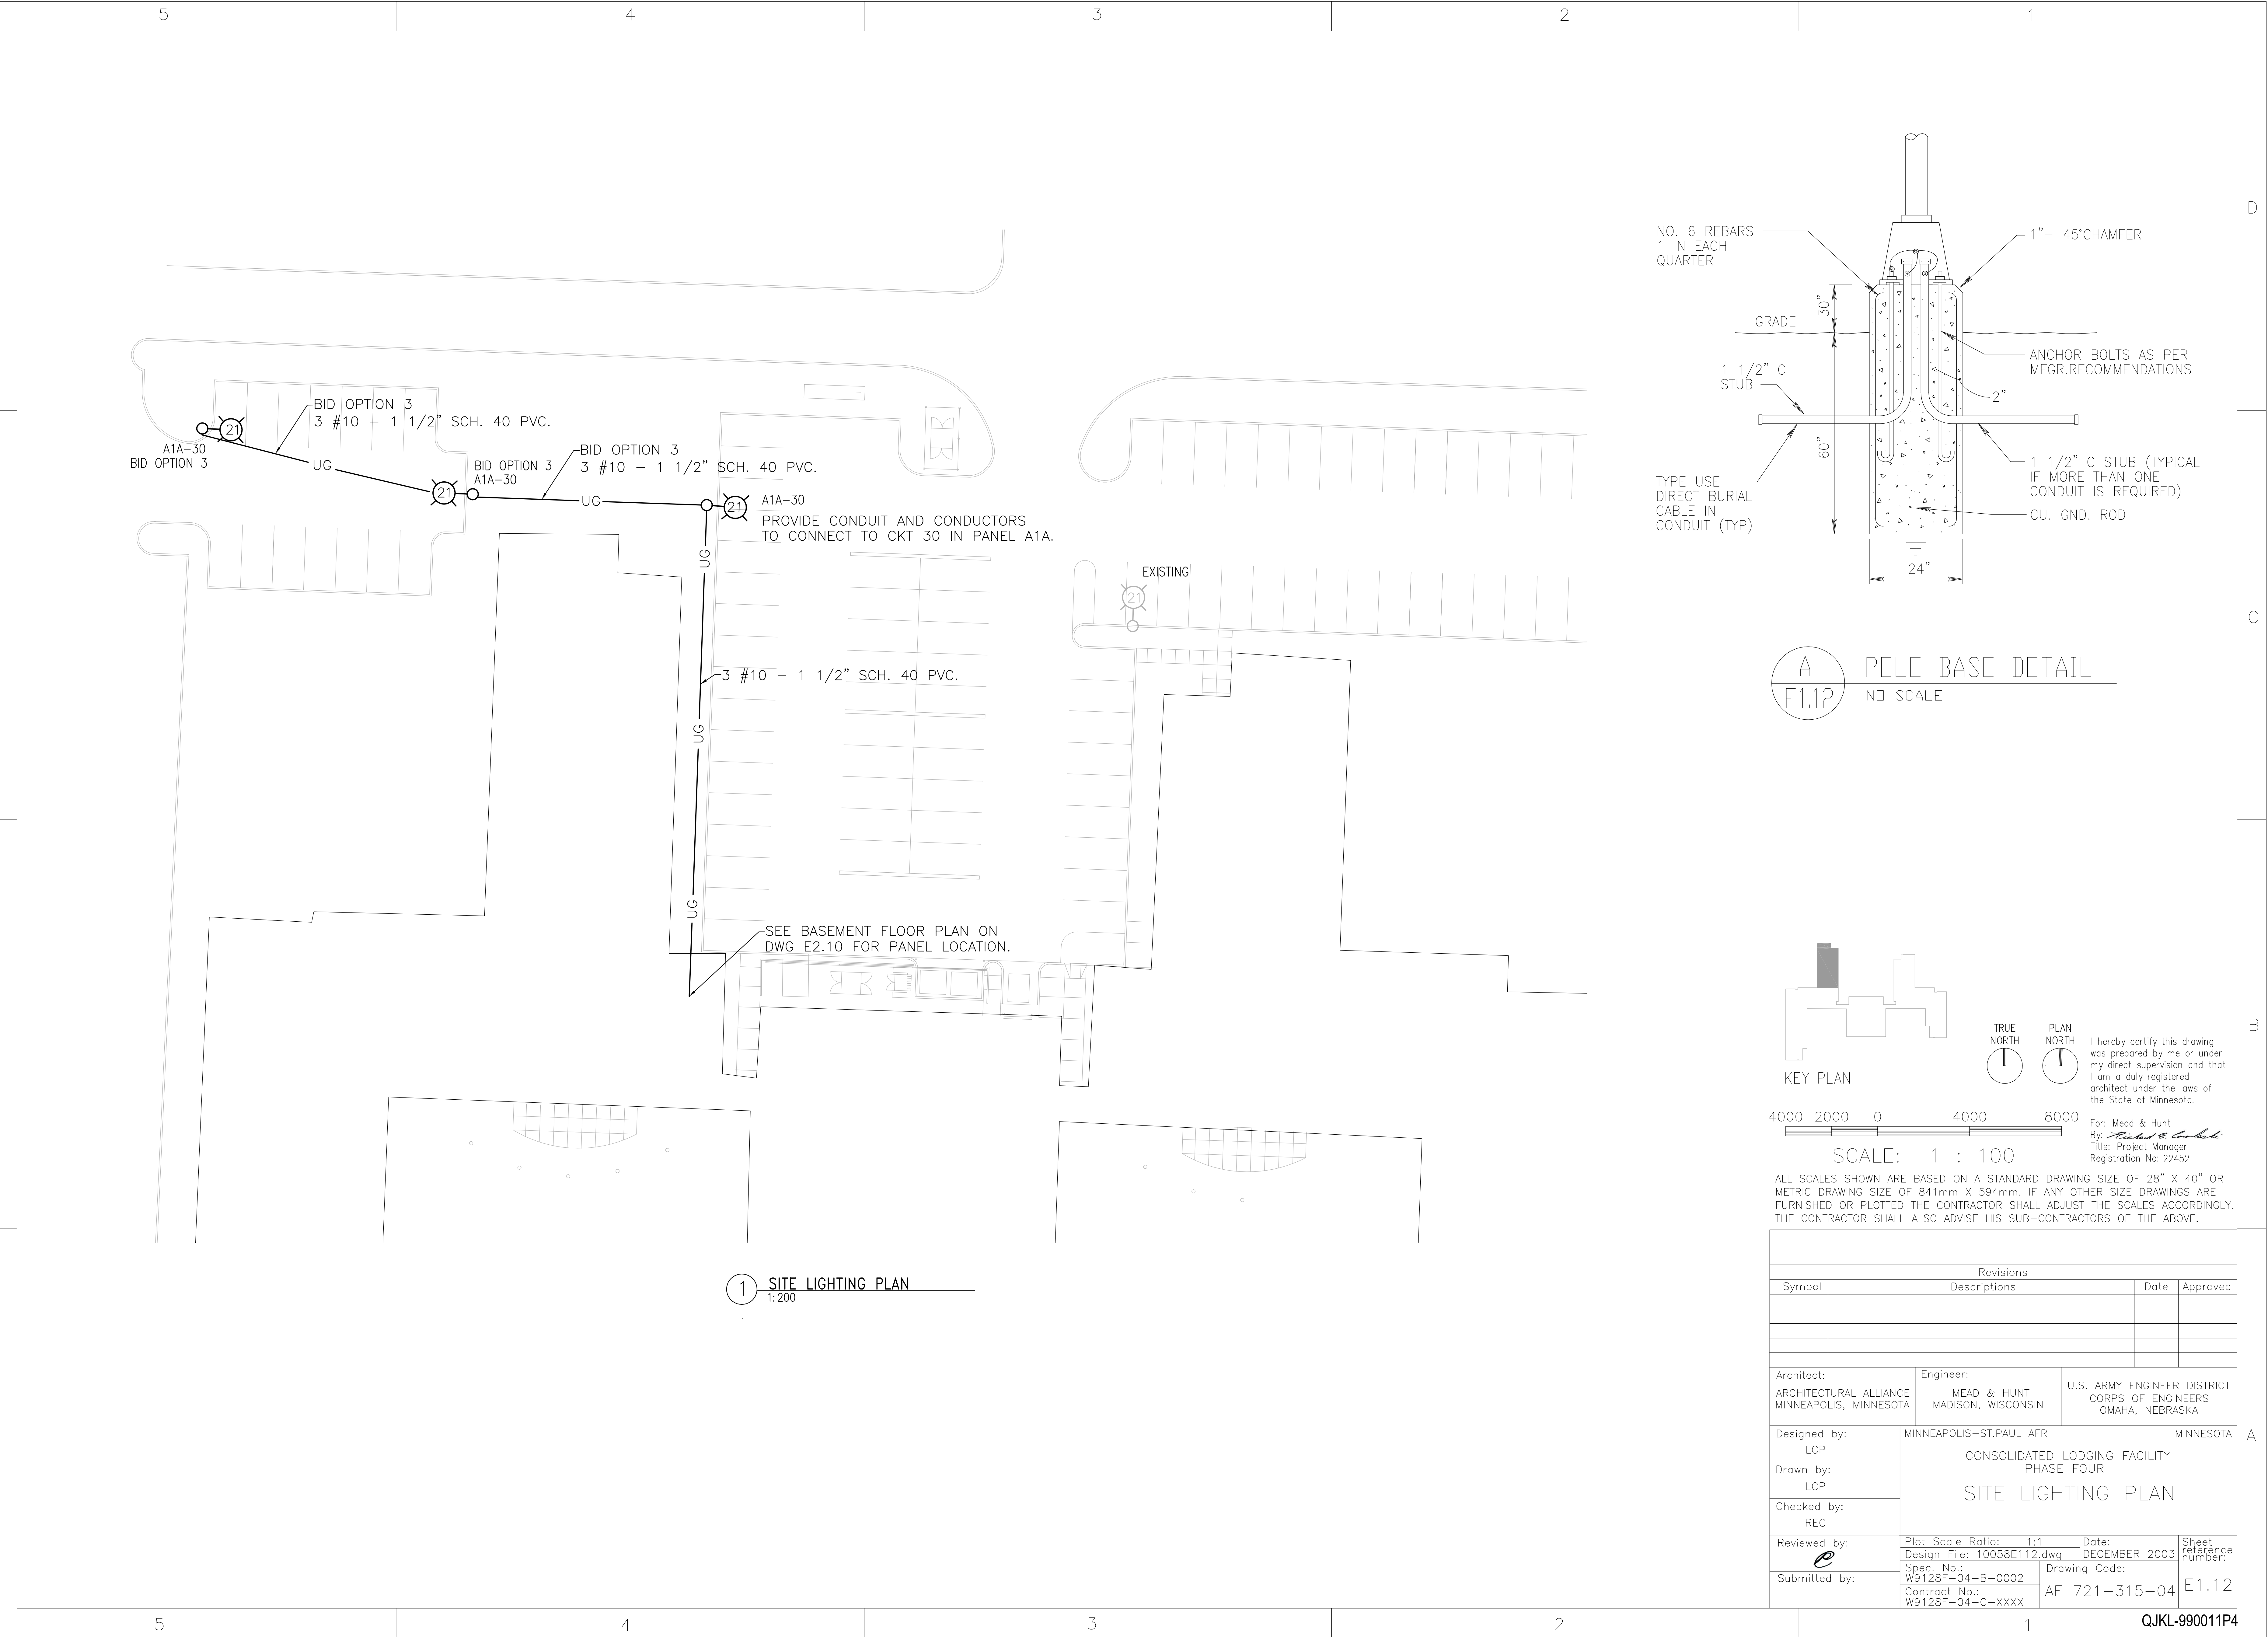 5
4
3
2
1
D
C
B
A
BID OPTION 3
3 #10 – 1 1/2" SCH. 40 PVC.
21
A1A–30
BID OPTION 3
UG
BID OPTION 3
3 #10 – 1 1/2" SCH. 40 PVC.
BID OPTION 3
A1A–30
21
UG
21
A1A–30
PROVIDE CONDUIT AND CONDUCTORS
TO CONNECT TO CKT 30 IN PANEL A1A.
UG
EXISTING
21
3 #10 – 1 1/2" SCH. 40 PVC.
UG
UG
SEE BASEMENT FLOOR PLAN ON
DWG E2.10 FOR PANEL LOCATION.
1
SITE LIGHTING PLAN
1:200
NO. 6 REBARS
1 IN EACH
QUARTER
1"– 45°CHAMFER
30"
GRADE
ANCHOR BOLTS AS PER
MFGR.RECOMMENDATIONS
1 1/2" C
STUB
2"
60"
1 1/2" C STUB (TYPICAL
IF MORE THAN ONE
CONDUIT IS REQUIRED)
TYPE USE
DIRECT BURIAL
CABLE IN
CONDUIT (TYP)
CU. GND. ROD
24"
A
E1.12
POLE BASE DETAIL
NO SCALE
KEY PLAN
TRUE
NORTH
PLAN
NORTH
I hereby certify this drawing
was prepared by me or under
my direct supervision and that
I am a duly registered
architect under the laws of
the State of Minnesota.
For: Mead & Hunt
By:
Title: Project Manager
Registration No: 22452
4000 2000 0 4000 8000
SCALE: 1 : 100
ALL SCALES SHOWN ARE BASED ON A STANDARD DRAWING SIZE OF 28" X 40" OR
METRIC DRAWING SIZE OF 841mm X 594mm. IF ANY OTHER SIZE DRAWINGS ARE
FURNISHED OR PLOTTED THE CONTRACTOR SHALL ADJUST THE SCALES ACCORDINGLY.
THE CONTRACTOR SHALL ALSO ADVISE HIS SUB–CONTRACTORS OF THE ABOVE.
Revisions
Symbol Descriptions Date Approved
Architect:
ARCHITECTURAL ALLIANCE
MINNEAPOLIS, MINNESOTA
Engineer:
MEAD & HUNT
MADISON, WISCONSIN
U.S. ARMY ENGINEER DISTRICT
CORPS OF ENGINEERS
OMAHA, NEBRASKA
Designed by:
LCP
Drawn by:
LCP
Checked by:
REC
Reviewed by:
Submitted by:
MINNEAPOLIS–ST.PAUL AFR MINNESOTA
CONSOLIDATED LODGING FACILITY
– PHASE FOUR –
SITE LIGHTING PLAN
Plot Scale Ratio: 1:1
Design File: 10058E112.dwg
Date:
DECEMBER 2003
Spec. No.:
W9128F–04–B–0002
Contract No.:
W9128F–04–C–XXXX
Drawing Code:
AF 721–315–04
Sheet
reference
number:
E1.12
5
4
3
2
1
QJKL-990011P4